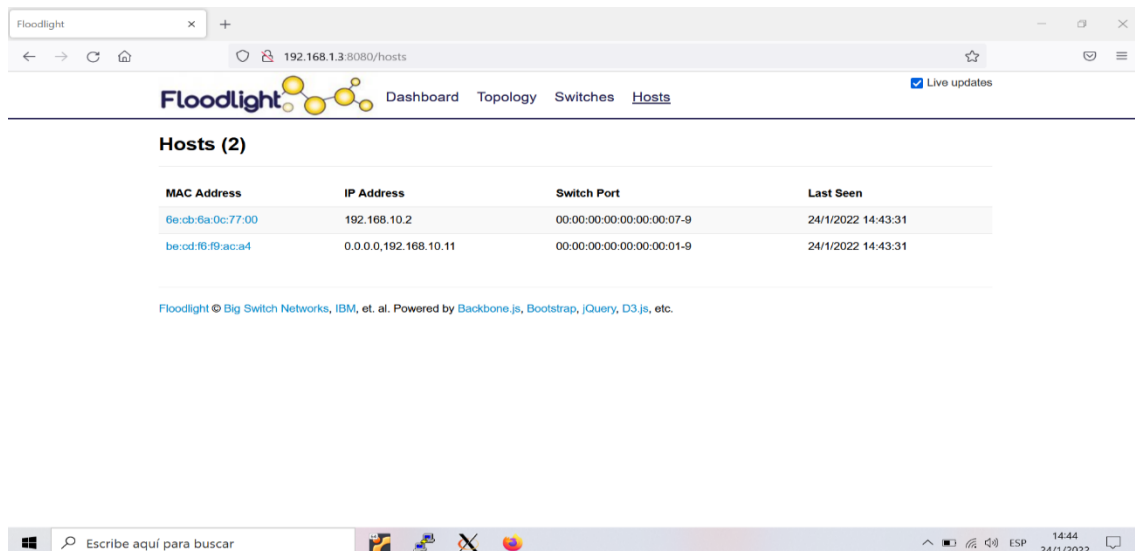 Floodlight
192.168.1.3:8080/hosts
Floodlight Dashboard Topology Switches Hosts Live updates
Hosts (2)
MAC Address IP Address Switch Port Last Seen
6e:cb:6a:0c:77:00 192.168.10.2 00:00:00:00:00:00:00:07-9 24/1/2022 14:43:31
be:cd:f6:f9:ac:a4 0.0.0.0,192.168.10.11 00:00:00:00:00:00:00:01-9 24/1/2022 14:43:31
Floodlight © Big Switch Networks, IBM, et. al. Powered by Backbone.js, Bootstrap, jQuery, D3.js, etc.
Escribe aquí para buscar
ESP
14:44
24/1/2022